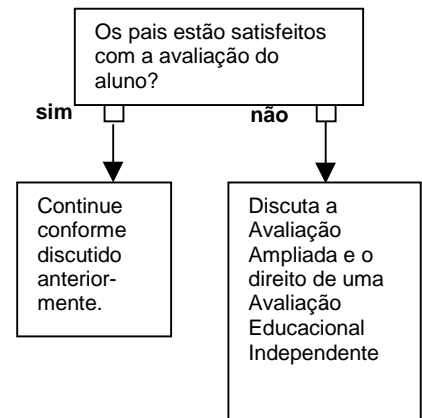 Os pais estão satisfeitos
com a avaliação do
aluno?
sim
não
Continue
conforme
discutido
anterior-
mente.
Discuta a
Avaliação
Ampliada e o
direito de uma
Avaliação
Educacional
Independente